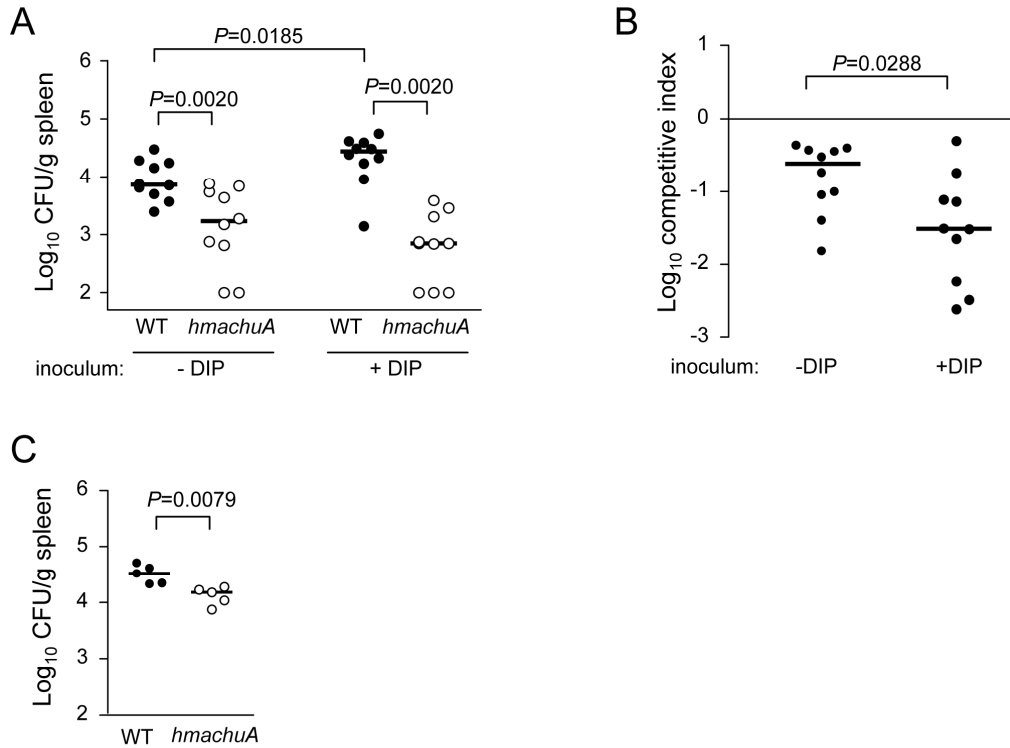 A
P=0.0185
P=0.0020
P=0.0020
Log10 CFU/g spleen
6
5
4
3
2
WT
hmachuA
WT
hmachuA
inoculum:
- DIP
+ DIP
B
P=0.0288
Log10 competitive index
1
0
-1
-2
-3
inoculum:
-DIP
+DIP
C
P=0.0079
Log10 CFU/g spleen
6
5
4
3
2
WT
hmachuA